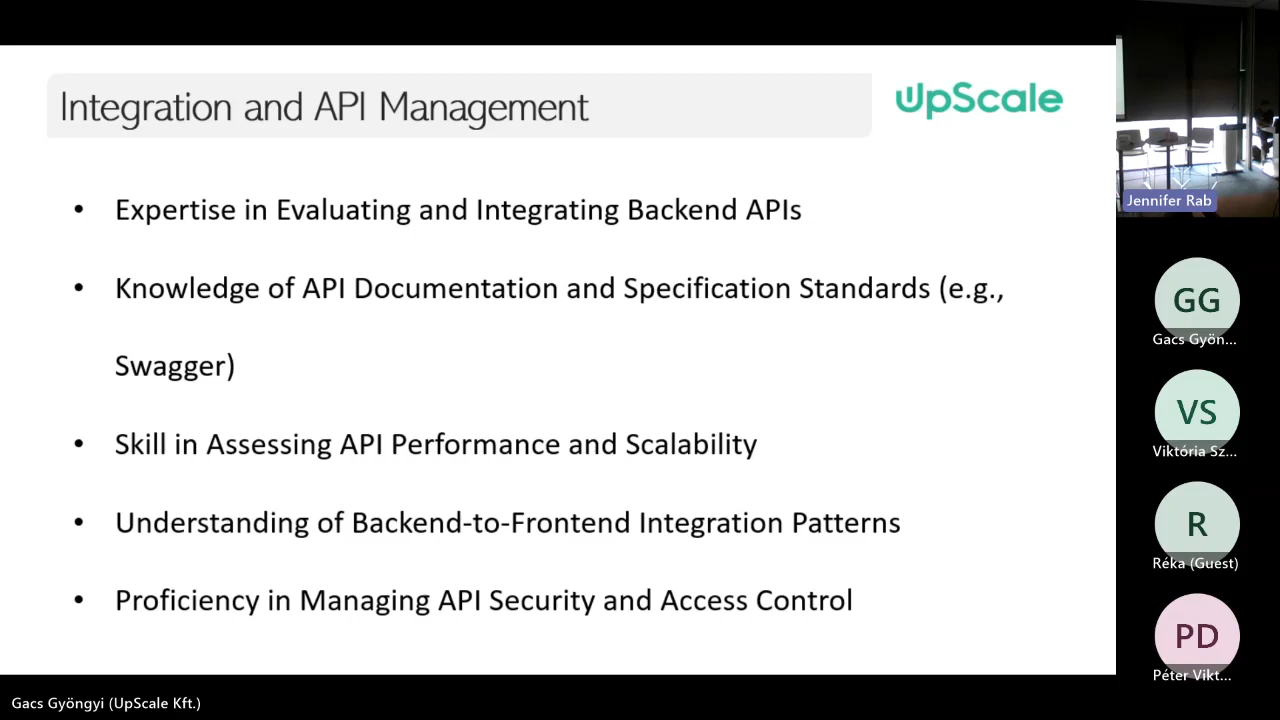 Integration and API Management
UpScale
• Expertise in Evaluating and Integrating Backend APIs
• Knowledge of API Documentation and Specification Standards (e.g.,
Swagger)
• Skill in Assessing API Performance and Scalability
• Understanding of Backend-to-Frontend Integration Patterns
• Proficiency in Managing API Security and Access Control
Jennifer Rab
GG
Gacs Gyön...
VS
Viktória Sz...
R
Réka (Guest)
PD
Péter Vikt...
Gacs Gyöngyi (UpScale Kft.)